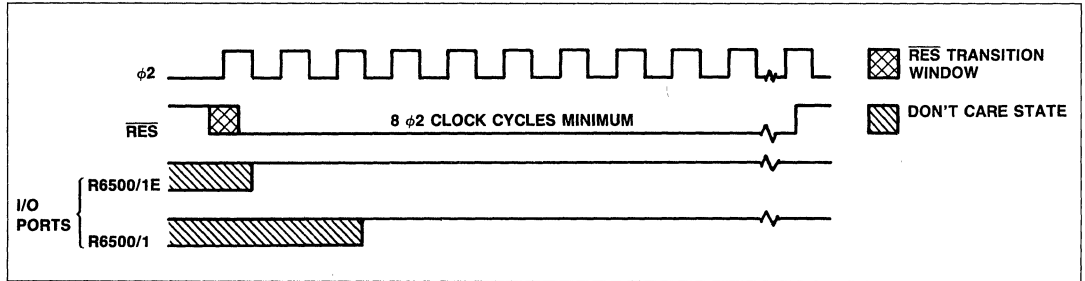 ϕ2
RES TRANSITION
WINDOW
RES
8 ϕ2 CLOCK CYCLES MINIMUM
DON'T CARE STATE
I/O
PORTS
R6500/1E
R6500/1